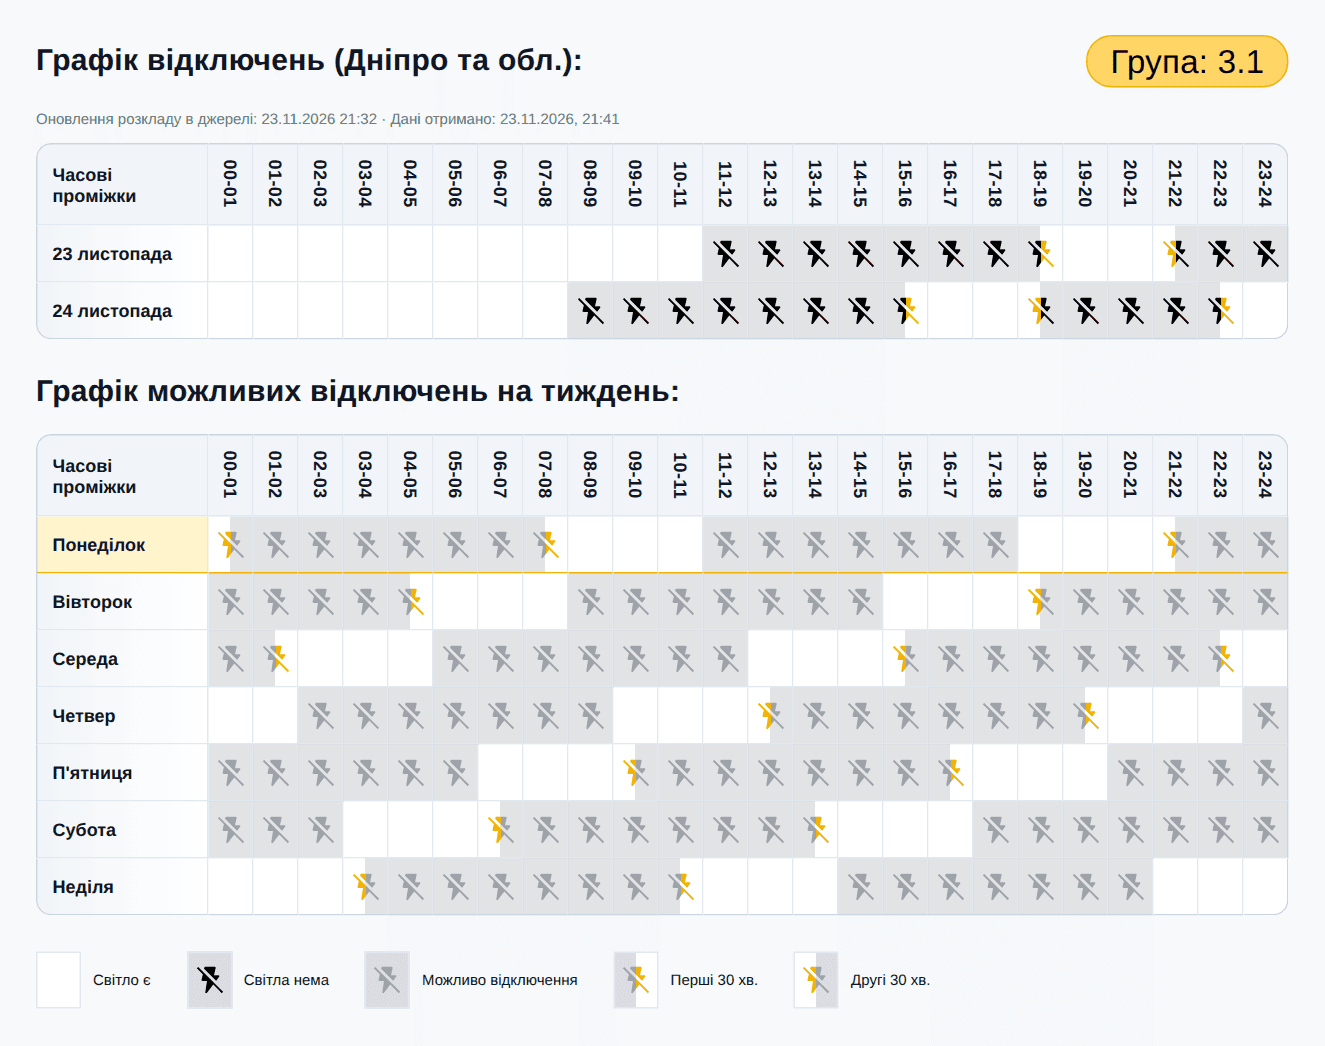 Графік відключень (Дніпро та обл.):
Група: 3.1
Оновлення розкладу в джерелі: 23.11.2026 21:32 · Дані отримано: 23.11.2026, 21:41
Часові проміжки 00-01 01-02 02-03 03-04 04-05 05-06 06-07 07-08 08-09 09-10 10-11 11-12 12-13 13-14 14-15 15-16 16-17 17-18 18-19 19-20 20-21 21-22 22-23 23-24
23 листопада
24 листопада
Графік можливих відключень на тиждень:
Часові проміжки 00-01 01-02 02-03 03-04 04-05 05-06 06-07 07-08 08-09 09-10 10-11 11-12 12-13 13-14 14-15 15-16 16-17 17-18 18-19 19-20 20-21 21-22 22-23 23-24
Понеділок
Вівторок
Середа
Четвер
П'ятниця
Субота
Неділя
Світло є Світла нема Можливо відключення Перші 30 хв. Другі 30 хв.